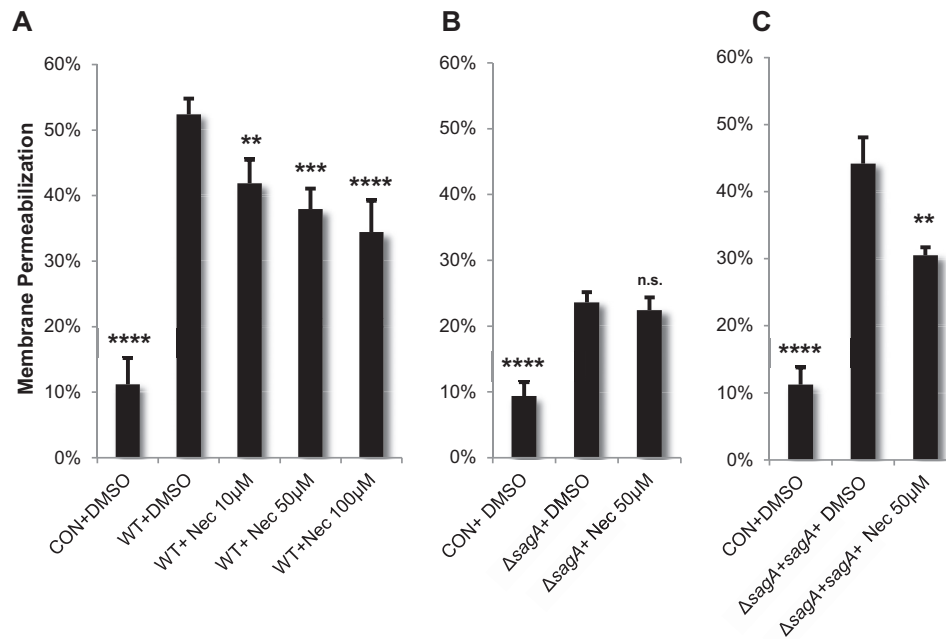 A
B
C
Membrane Permeabilization
60%
50%
40%
30%
20%
10%
0%
****
**
***
****
CON+DMSO
WT+DMSO
WT+ Nec 10µM
WT+ Nec 50µM
WT+Nec 100µM
60%
50%
40%
30%
20%
10%
0%
****
n.s.
CON+ DMSO
ΔsagA+ DMSO
ΔsagA+ Nec 50µM
60%
50%
40%
30%
20%
10%
0%
****
**
CON+DMSO
ΔsagA+sagA+ DMSO
ΔsagA+sagA+ Nec 50µM